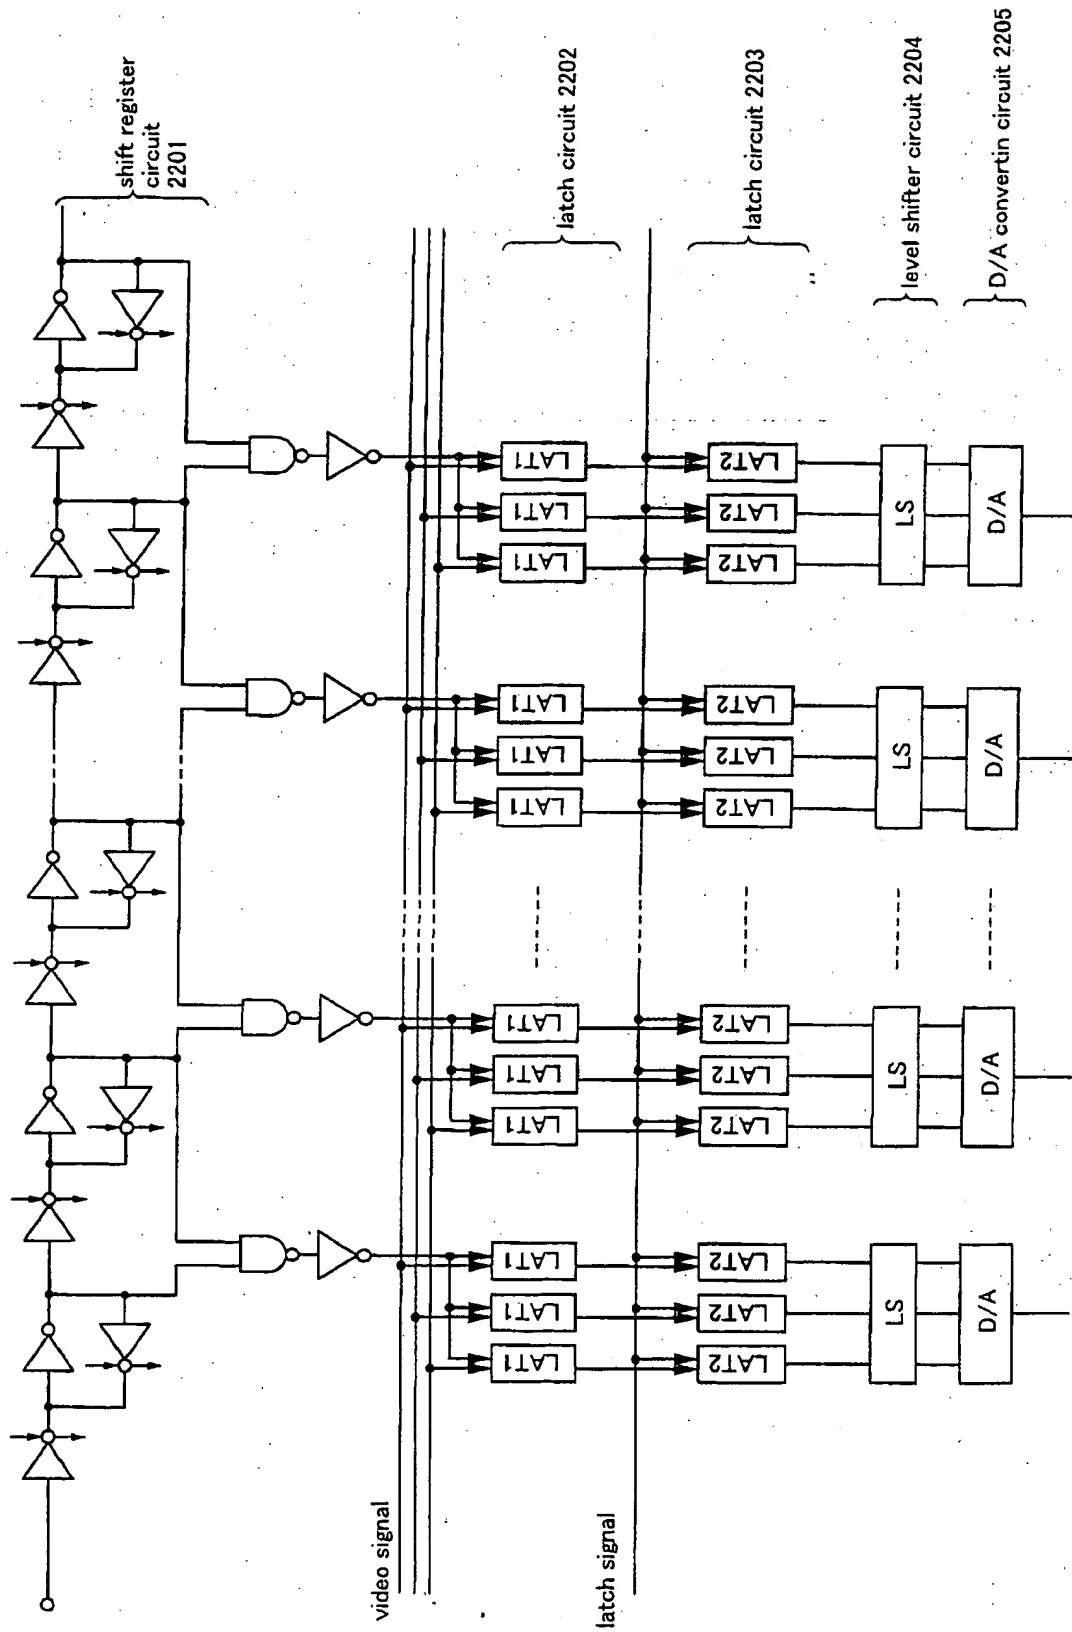 shift register
circuit
2201
video signal
LAT1
LAT1
LAT1
LAT1
LAT1
LAT1
LAT1
LAT1
LAT1
LAT1
LAT1
LAT1
latch circuit 2202
latch signal
LAT2
LAT2
LAT2
LAT2
LAT2
LAT2
LAT2
LAT2
LAT2
LAT2
LAT2
LAT2
latch circuit 2203
LS
LS
LS
LS
level shifter circuit 2204
D/A
D/A
D/A
D/A
D/A convertin circuit 2205